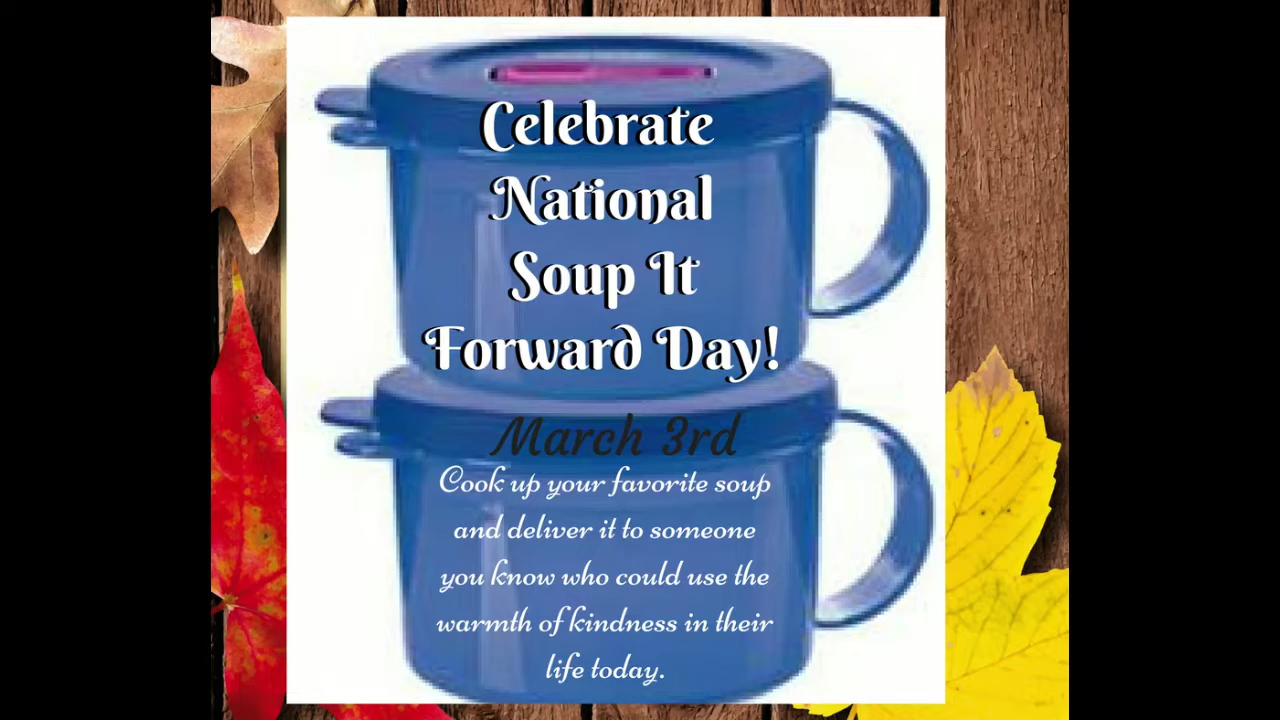 Celebrate
National
Soup It
Forward Day!
March 3rd
Cook up your favorite soup
and deliver it to someone
you know who could use the
warmth of kindness in their
life today.